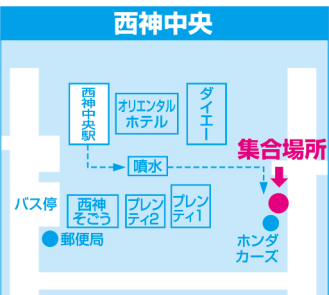 西神中央
西神中央駅
オリエンタル
ホテル
ダイエー
集合場所
噴水
バス停
西神
そごう
プレン
ティ2
プレン
ティ1
郵便局
ホンダ
カーズ